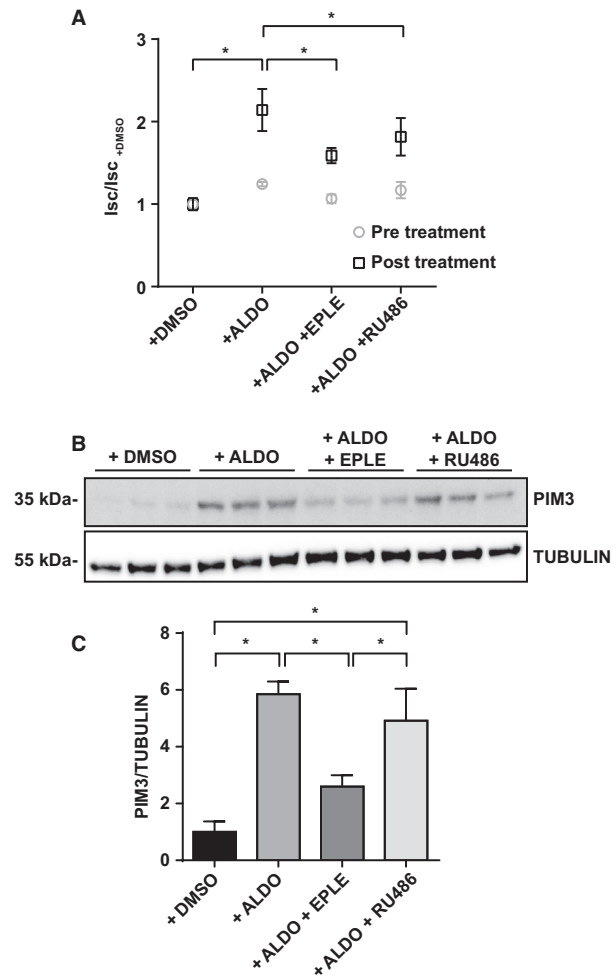 A
*
* *
3
2
1
0
Isc/Isc +DMSO
Pre treatment
Post treatment
+DMSO
+ALDO
+ALDO +EPLE
+ALDO +RU486
B
+ DMSO
+ ALDO
+ ALDO
+ EPLE
+ ALDO
+ RU486
35 kDa-
PIM3
55 kDa-
TUBULIN
C
*
* * *
8
6
4
2
0
PIM3/TUBULIN
+ DMSO
+ ALDO
+ ALDO + EPLE
+ ALDO + RU486